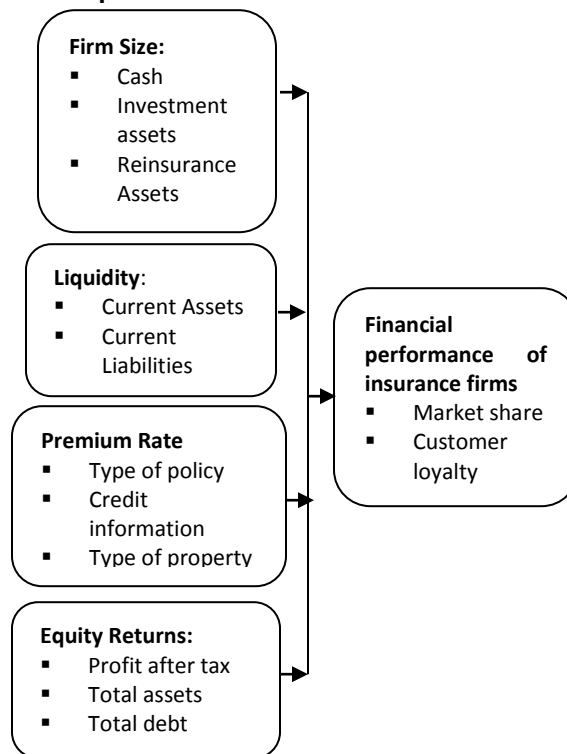 Firm Size:
▪ Cash
▪ Investment
assets
▪ Reinsurance
Assets
Liquidity:
▪ Current Assets
▪ Current
Liabilities
Premium Rate
▪ Type of policy
▪ Credit
information
▪ Type of property
Equity Returns:
▪ Profit after tax
▪ Total assets
▪ Total debt
Financial
performance of
insurance firms
▪ Market share
▪ Customer
loyalty